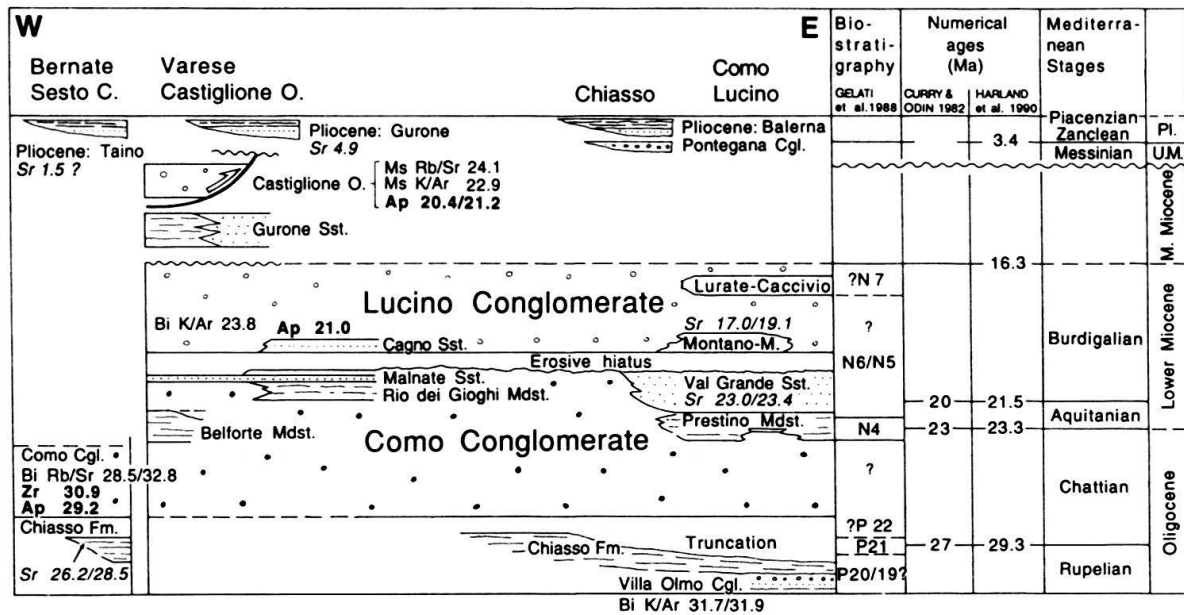 W
E
Bernate
Sesto C.
Varese
Castiglione O.
Chiasso
Como
Lucino
Bio-
strati-
graphy
GELATI
et al.1988
Numerical
ages
(Ma)
CURRY &
ODIN 1982
HARLAND
et al. 1990
Mediterra-
nean
Stages
Pliocene: Taino
Sr 1.5 ?
Pliocene: Gurone
Sr 4.9
Pliocene: Balerna
Pontegana Cgl.
3.4
Piacenzian
Zanclean
Messinian
Pl.
U.M.
Castiglione O.
Ms Rb/Sr 24.1
Ms K/Ar 22.9
Ap 20.4/21.2
Gurone Sst.
M. Miocene
16.3
Lucino Conglomerate
Lurate-Caccivio
?N 7
Bi K/Ar 23.8
Ap 21.0
Sr 17.0/19.1
?
Cagno Sst.
Montano-M.
Burdigalian
Lower Miocene
Erosive hiatus
N6/N5
Malnate Sst.
Rio dei Gioghi Mdst.
Val Grande Sst.
Sr 23.0/23.4
20
21.5
Belforte Mdst.
Como Conglomerate
Prestino Mdst.
N4
Aquitanian
23
23.3
Como Cgl.
Bi Rb/Sr 28.5/32.8
Zr 30.9
Ap 29.2
?
Chattian
Oligocene
Chiasso Fm.
Sr 26.2/28.5
Chiasso Fm.
Truncation
?P 22
P21
27
29.3
P20/19?
Rupelian
Villa Olmo Cgl.
Bi K/Ar 31.7/31.9